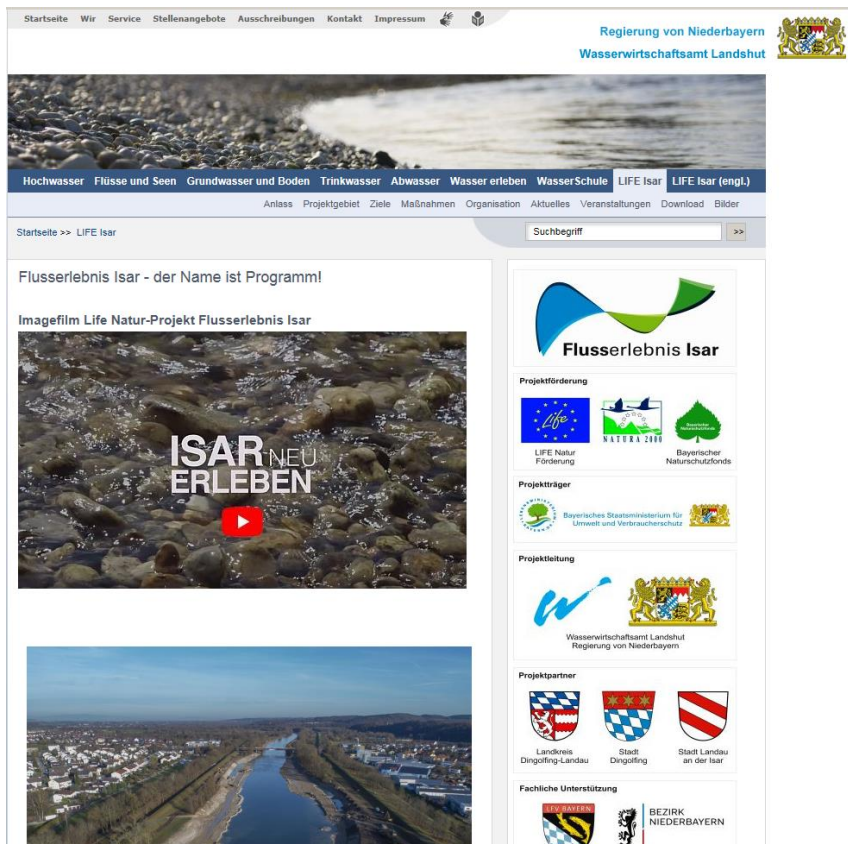 Startseite Wir Service Stellenangebote Ausschreibungen Kontakt Impressum
Regierung von Niederbayern
Wasserwirtschaftsamt Landshut
Hochwasser Flüsse und Seen Grundwasser und Boden Trinkwasser Abwasser Wasser erleben WasserSchule LIFE Isar LIFE Isar (engl.)
Anlass Projektgebiet Ziele Maßnahmen Organisation Aktuelles Veranstaltungen Download Bilder
Startseite >> LIFE Isar
Suchbegriff >>
Flusserlebnis Isar - der Name ist Programm!
Imagefilm Life Natur-Projekt Flusserlebnis Isar
ISAR NEU
ERLEBEN
Flusserlebnis Isar
Projektförderung
Life
NATURA 2000
LIFE Natur
Förderung
Bayerischer
Naturschutzfonds
Projektträger
Bayerisches Staatsministerium für
Umwelt und Verbraucherschutz
Projektleitung
Wasserwirtschaftsamt Landshut
Regierung von Niederbayern
Projektpartner
Landkreis
Dingolfing-Landau
Stadt
Dingolfing
Stadt Landau
an der Isar
Fachliche Unterstützung
LFV BAYERN
BEZIRK
NIEDERBAYERN